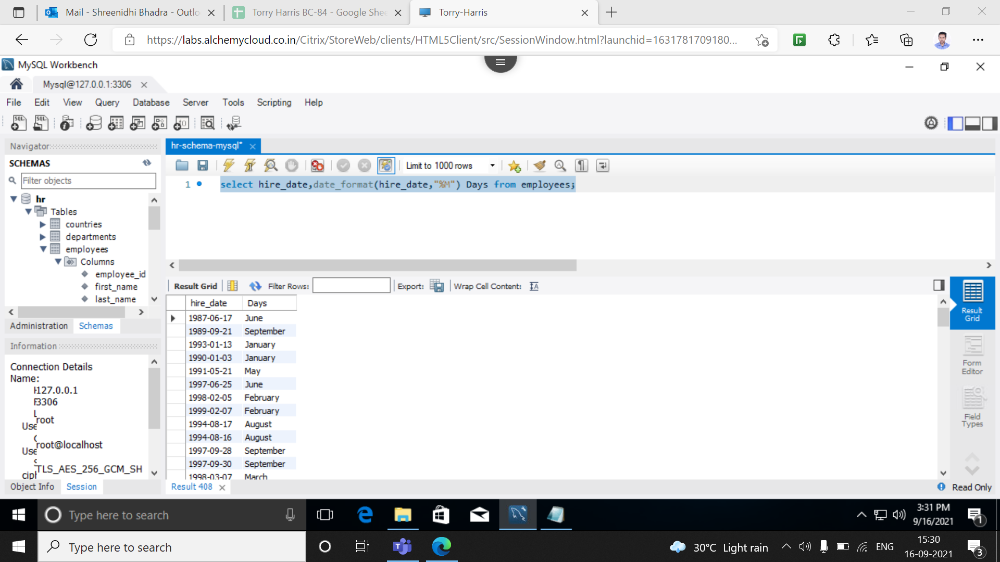 Mail - Shreenidhi Bhadra - Outlo
Torry Harris BC-84 - Google Shee
Torry-Harris
https://labs.alchemycloud.co.in/Citrix/StoreWeb/clients/HTML5Client/src/SessionWindow.html?launchid=1631781709180...
MySQL Workbench
Mysql@127.0.0.1:3306
File Edit View Query Database Server Tools Scripting Help
Navigator
hr-schema-mysql*
SCHEMAS
Limit to 1000 rows
Filter objects
1 select hire_date,date_format(hire_date,"%M") Days from employees;
hr
Tables
countries
departments
employees
Columns
employee_id
first_name
last_name
Administration Schemas
Result Grid Filter Rows: Export: Wrap Cell Content:
hire_date Days
1987-06-17 June
1989-09-21 September
1993-01-13 January
1990-01-03 January
1991-05-21 May
1997-06-25 June
1998-02-05 February
1999-02-07 February
1994-08-17 August
1994-08-16 August
1997-09-28 September
1997-09-30 September
1998-03-07 March
Result Grid
Form Editor
Field Types
Information
Connection Details
Name:
127.0.0.1
3306
root
Use
root@localhost
Use
TLS_AES_256_GCM_SH
ciph
Object Info Session
Result 408
Read Only
Type here to search
3:31 PM
9/16/2021
1
Type here to search
30°C Light rain
ENG
15:30
16-09-2021
3